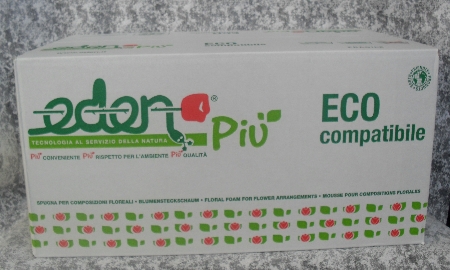 eden®
Più
TECNOLOGIA AL SERVIZIO DELLA NATURA
Più CONVENIENTE Più RISPETTO PER L'AMBIENTE Più QUALITÀ
ECO
compatibile
SPUGNA PER COMPOSIZIONI FLOREALI • BLUMENSTECKSCHAUM • FLORAL FOAM FOR FLOWER ARRANGEMENTS • MOUSSE POUR COMPOSITIONS FLORALES